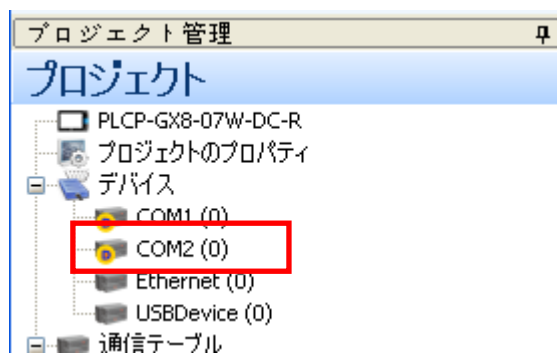 プロジェクト管理
プロジェクト
PLCP-GX8-07W-DC-R
プロジェクトのプロパティ
デバイス
COM1 (0)
COM2 (0)
Ethernet (0)
USBDevice (0)
通信テーブル